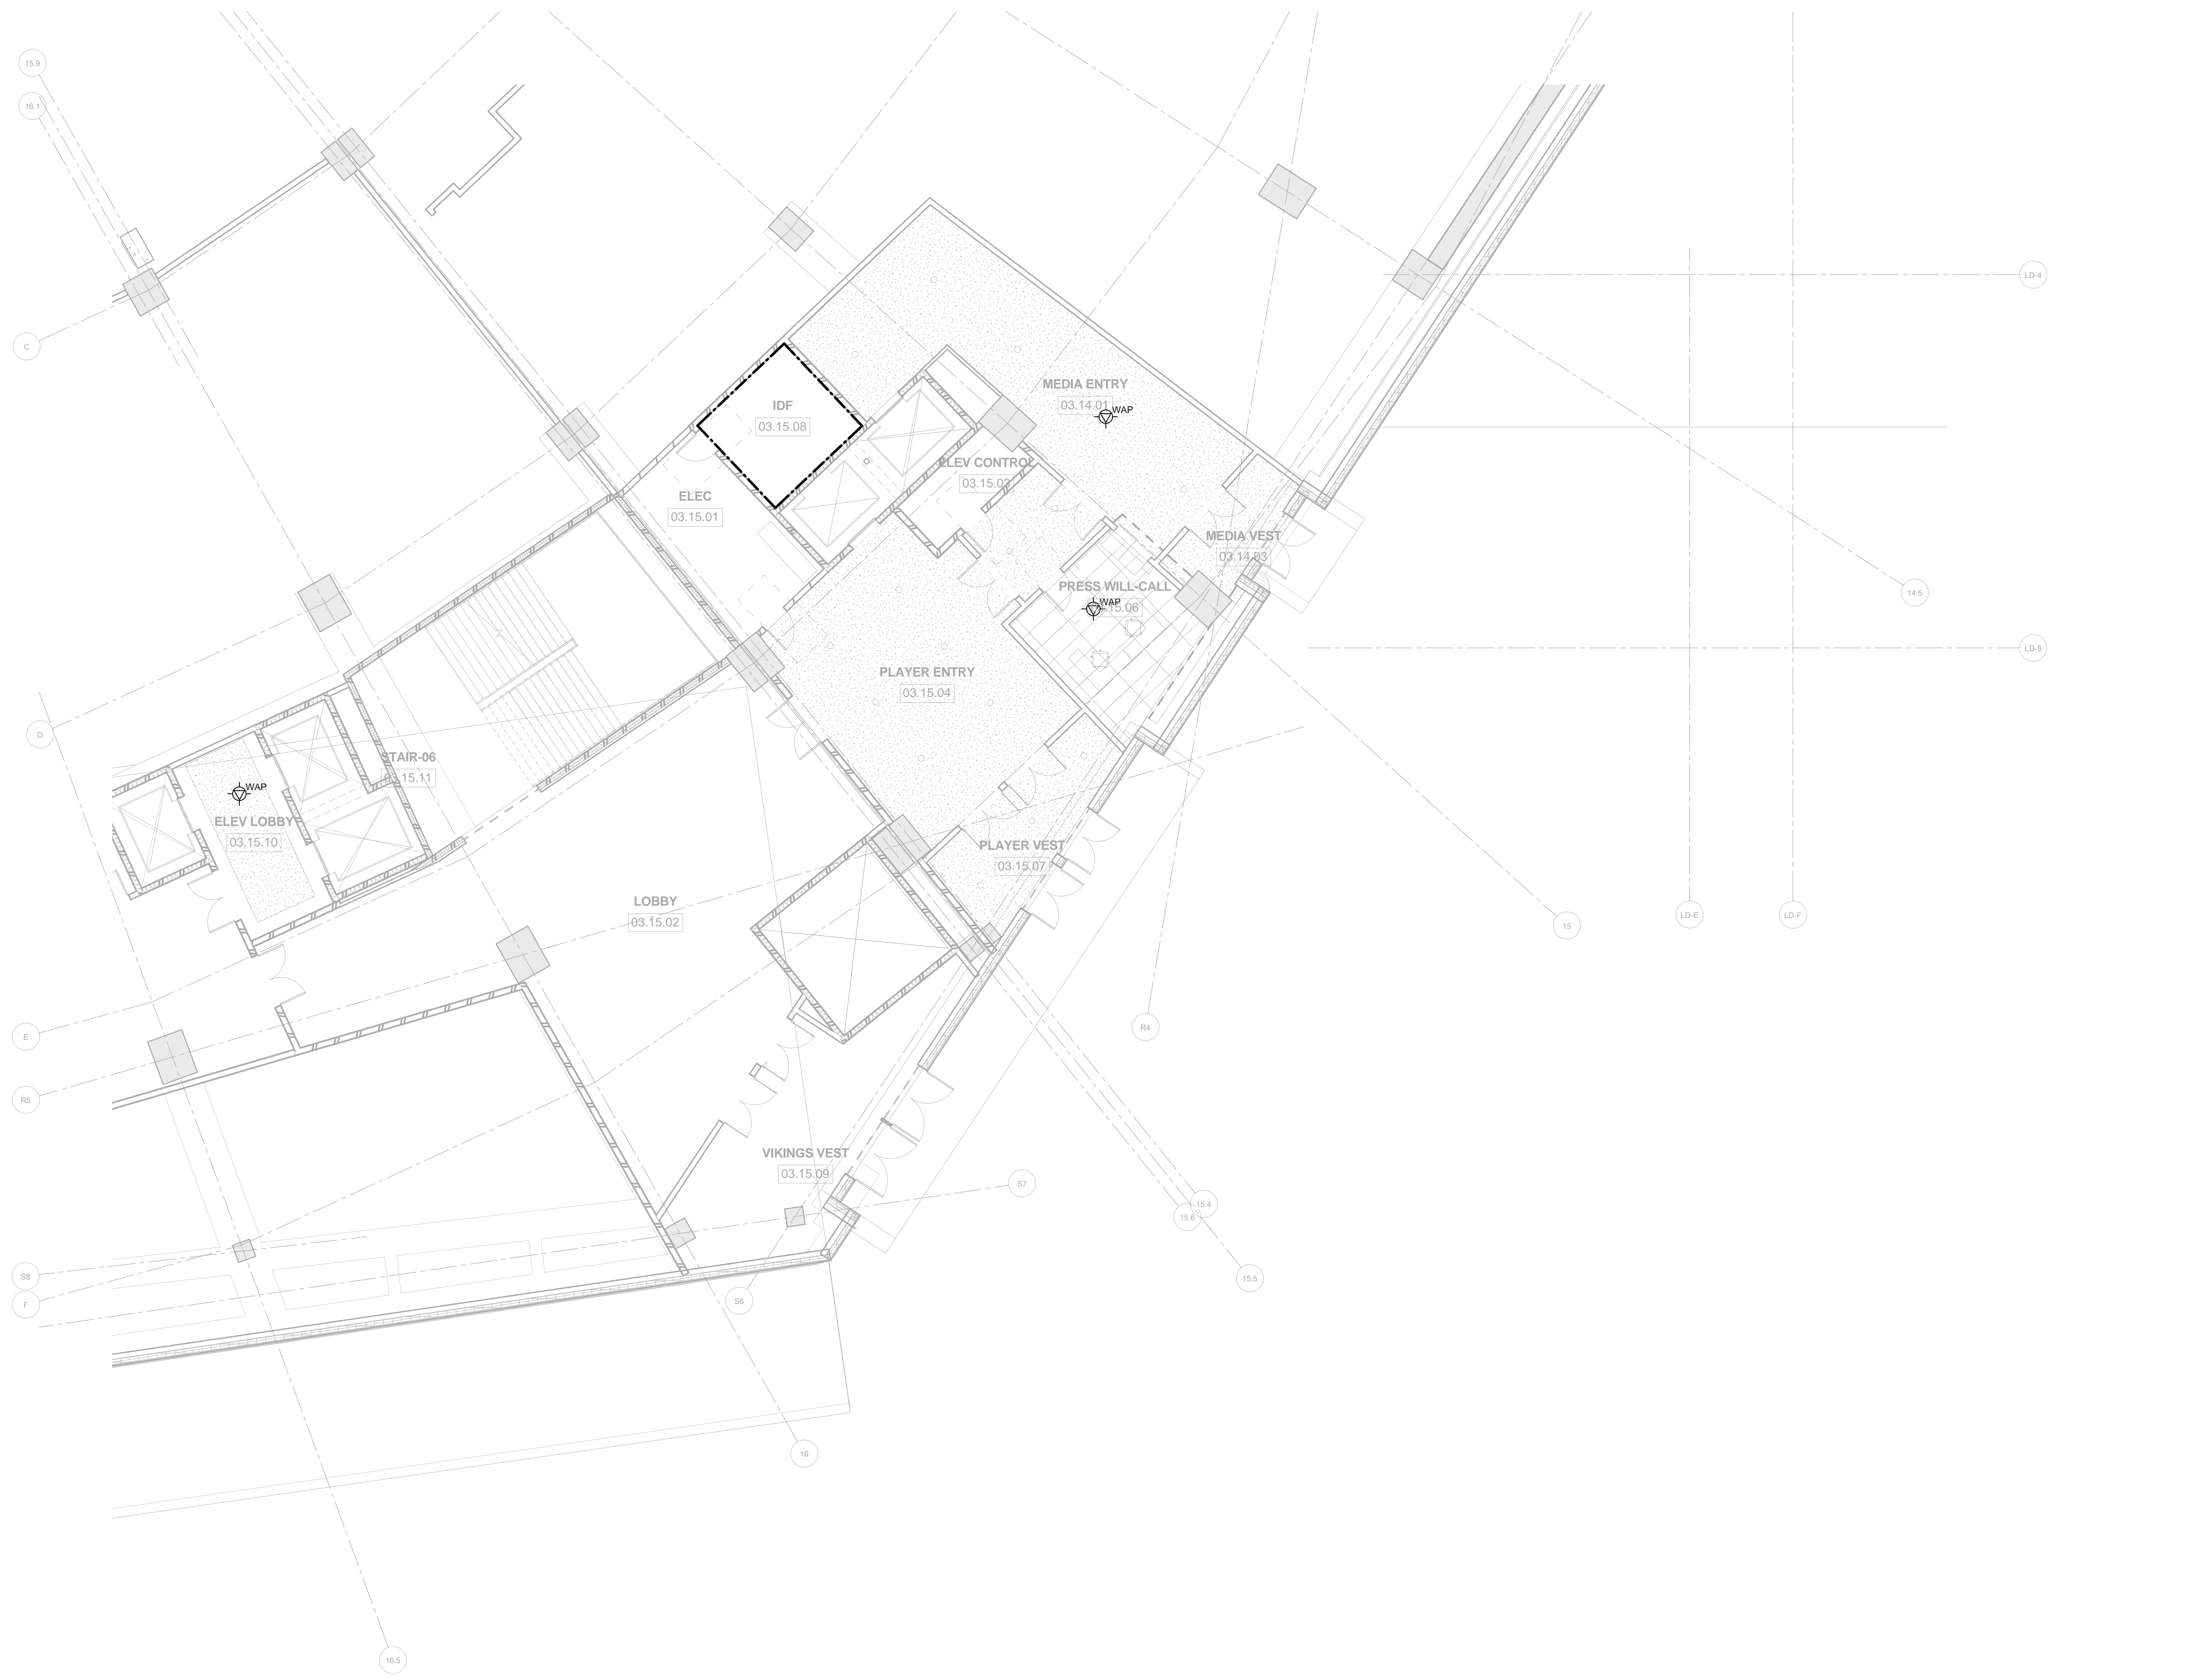 15.9
16.1
LD-4
C
MEDIA ENTRY
03.14.01
WAP
IDF
03.15.08
ELEV CONTROL
03.15.03
ELEC
03.15.01
MEDIA VEST
03.14.03
PRESS WILL-CALL
WAP
15.06
14.5
LD-5
PLAYER ENTRY
03.15.04
D
STAIR-06
03.15.11
WAP
ELEV LOBBY
03.15.10
PLAYER VEST
03.15.07
LOBBY
03.15.02
LD-E
LD-F
15
E
R4
R5
VIKINGS VEST
03.15.09
S7
15.4
15.6
S8
15.5
F
S6
16
16.5